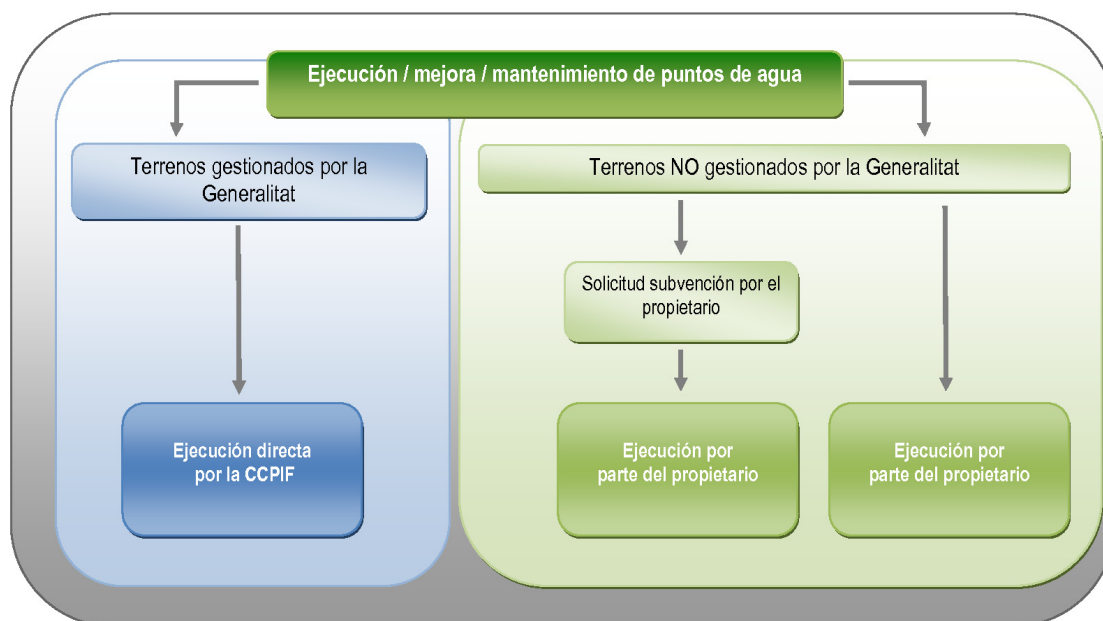 Ejecución / mejora / mantenimiento de puntos de agua
Terrenos gestionados por la
Generalitat
Terrenos NO gestionados por la Generalitat
Solicitud subvención por el
propietario
Ejecución directa
por la CCPIF
Ejecución por
parte del propietario
Ejecución por
parte del propietario